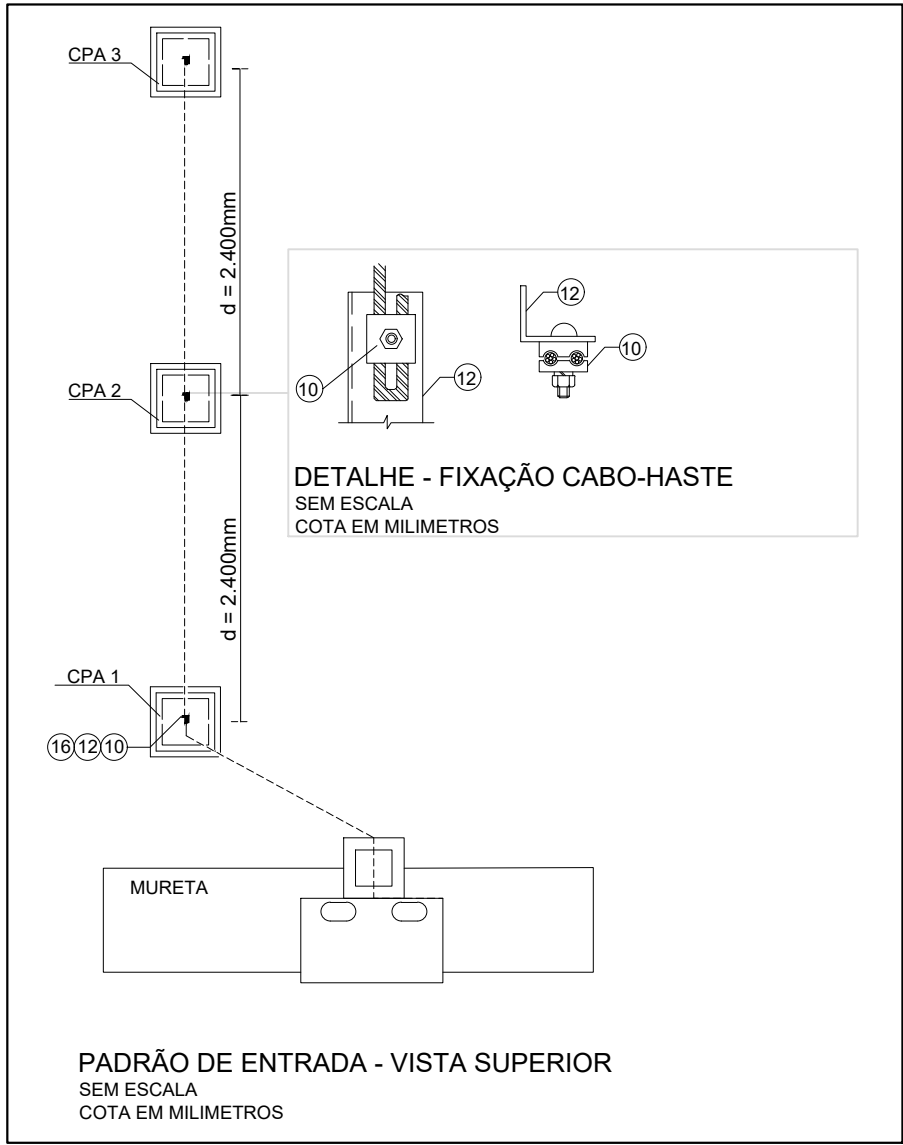 CPA 3
d = 2.400mm
12
10
10
12
CPA 2
DETALHE - FIXAÇÃO CABO-HASTE
SEM ESCALA
COTA EM MILIMETROS
d = 2.400mm
CPA 1
16 12 10
MURETA
PADRÃO DE ENTRADA - VISTA SUPERIOR
SEM ESCALA
COTA EM MILIMETROS